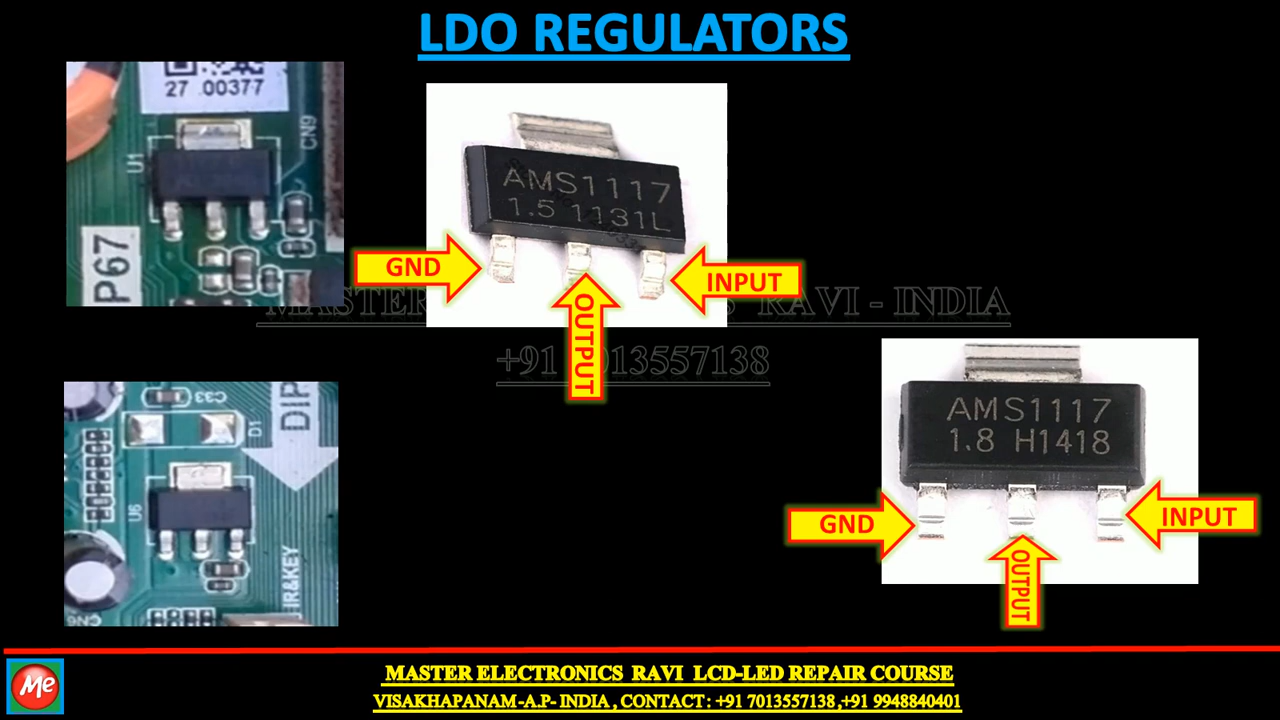 LDO REGULATORS
27 00377
CN9
U1
P67
AMS1117
1.5 1131L
GND
OUTPUT
INPUT
MASTER RAVI - INDIA
+91 7013557138
C33
D1
DIP
U6
IR&KEY
CN6
AMS1117
1.8 H1418
GND
OUTPUT
INPUT
Me
MASTER ELECTRONICS RAVI LCD-LED REPAIR COURSE
VISAKHAPANAM-A.P- INDIA , CONTACT : +91 7013557138 ,+91 9948840401